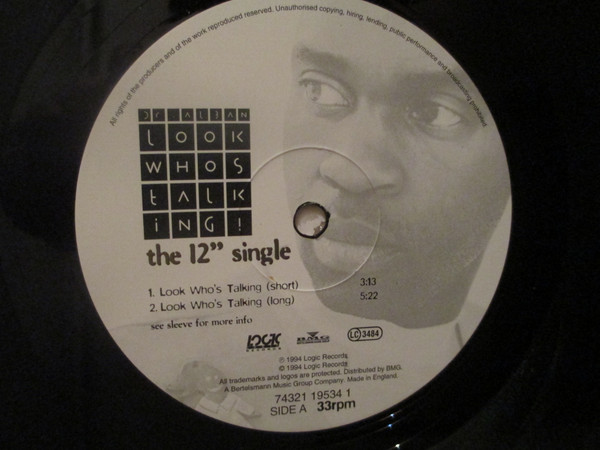 All rights of the producers and of the work reproduced reserved. Unauthorised copying, hiring, lending, public performance and broadcasting prohibited.
Dr ALBAN
LOOK
WHOS
tALK
iNG!
the 12" single
1. Look Who's Talking (short) 3:13
2. Look Who's Talking (long) 5:22
see sleeve for more info
LOGIC RECORDS BMG LC 3484
℗ 1994 Logic Records
© 1994 Logic Records
All trademarks and logos are protected. Distributed by BMG.
A Bertelsmann Music Group Company. Made in England.
74321 19534 1
SIDE A 33rpm